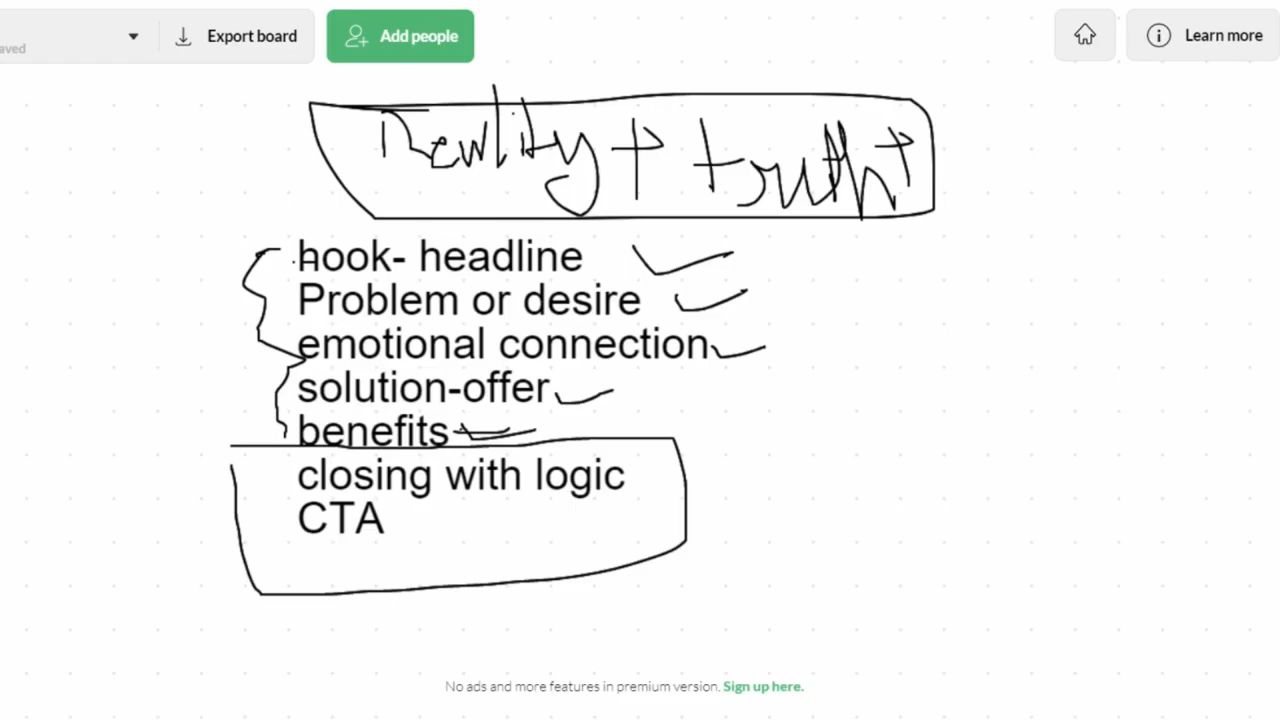 aved
Export board
Add people
Learn more
Reality + truth +
hook- headline
Problem or desire
emotional connection
solution-offer
benefits
closing with logic
CTA
No ads and more features in premium version. Sign up here.